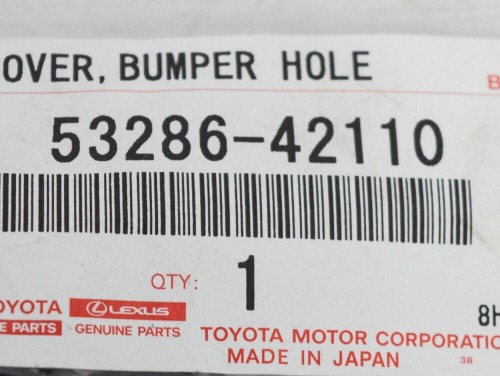 OVER, BUMPER HOLE
B
53286-42110
QTY: 1
TOYOTA LEXUS
E PARTS GENUINE PARTS
8H
TOYOTA MOTOR CORPORATIO
MADE IN JAPAN 38